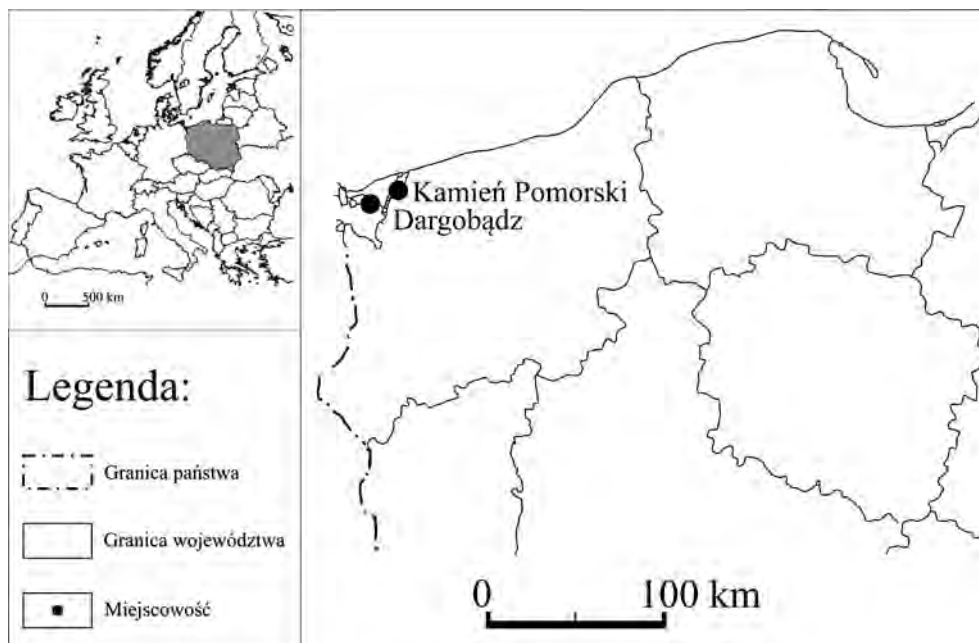 0 500 km
Legenda:
Granica państwa
Granica województwa
Miejscowość
Kamień Pomorski
Dargobądz
0 100 km